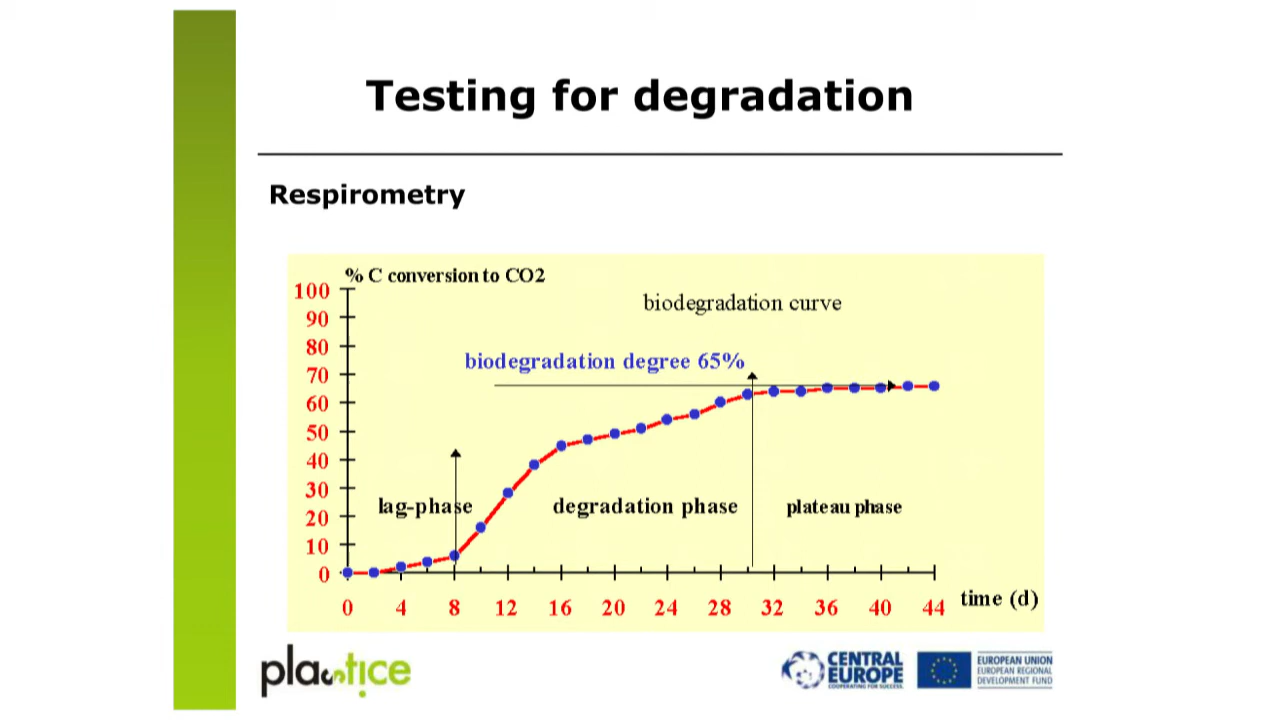 Testing for degradation
Respirometry
% C conversion to CO2
biodegradation curve
biodegradation degree 65%
100
90
80
70
60
50
40
30
20
10
0
lag-phase
degradation phase
plateau phase
0 4 8 12 16 20 24 28 32 36 40 44
time (d)
plastice
CENTRAL
EUROPE
COOPERATING FOR SUCCESS.
EUROPEAN UNION
EUROPEAN REGIONAL
DEVELOPMENT FUND